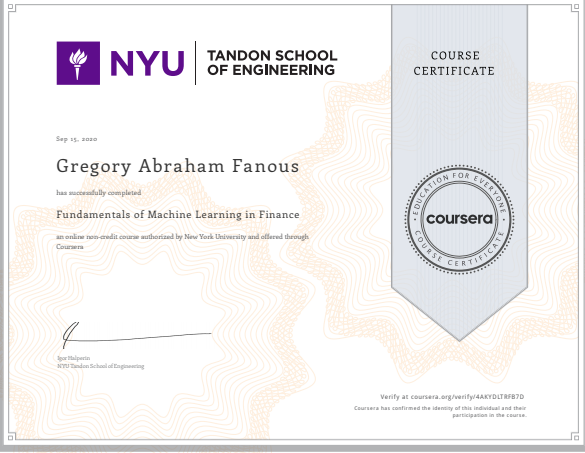 NYU
TANDON SCHOOL
OF ENGINEERING
COURSE
CERTIFICATE
Sep 15, 2020
Gregory Abraham Fanous
has successfully completed
Fundamentals of Machine Learning in Finance
an online non-credit course authorized by New York University and offered through
Coursera
EDUCATION FOR EVERYONE
coursera
COURSE CERTIFICATE
Igor Halperin
NYU Tandon School of Engineering
Verify at coursera.org/verify/4AKYDLTRFB7D
Coursera has confirmed the identity of this individual and their
participation in the course.